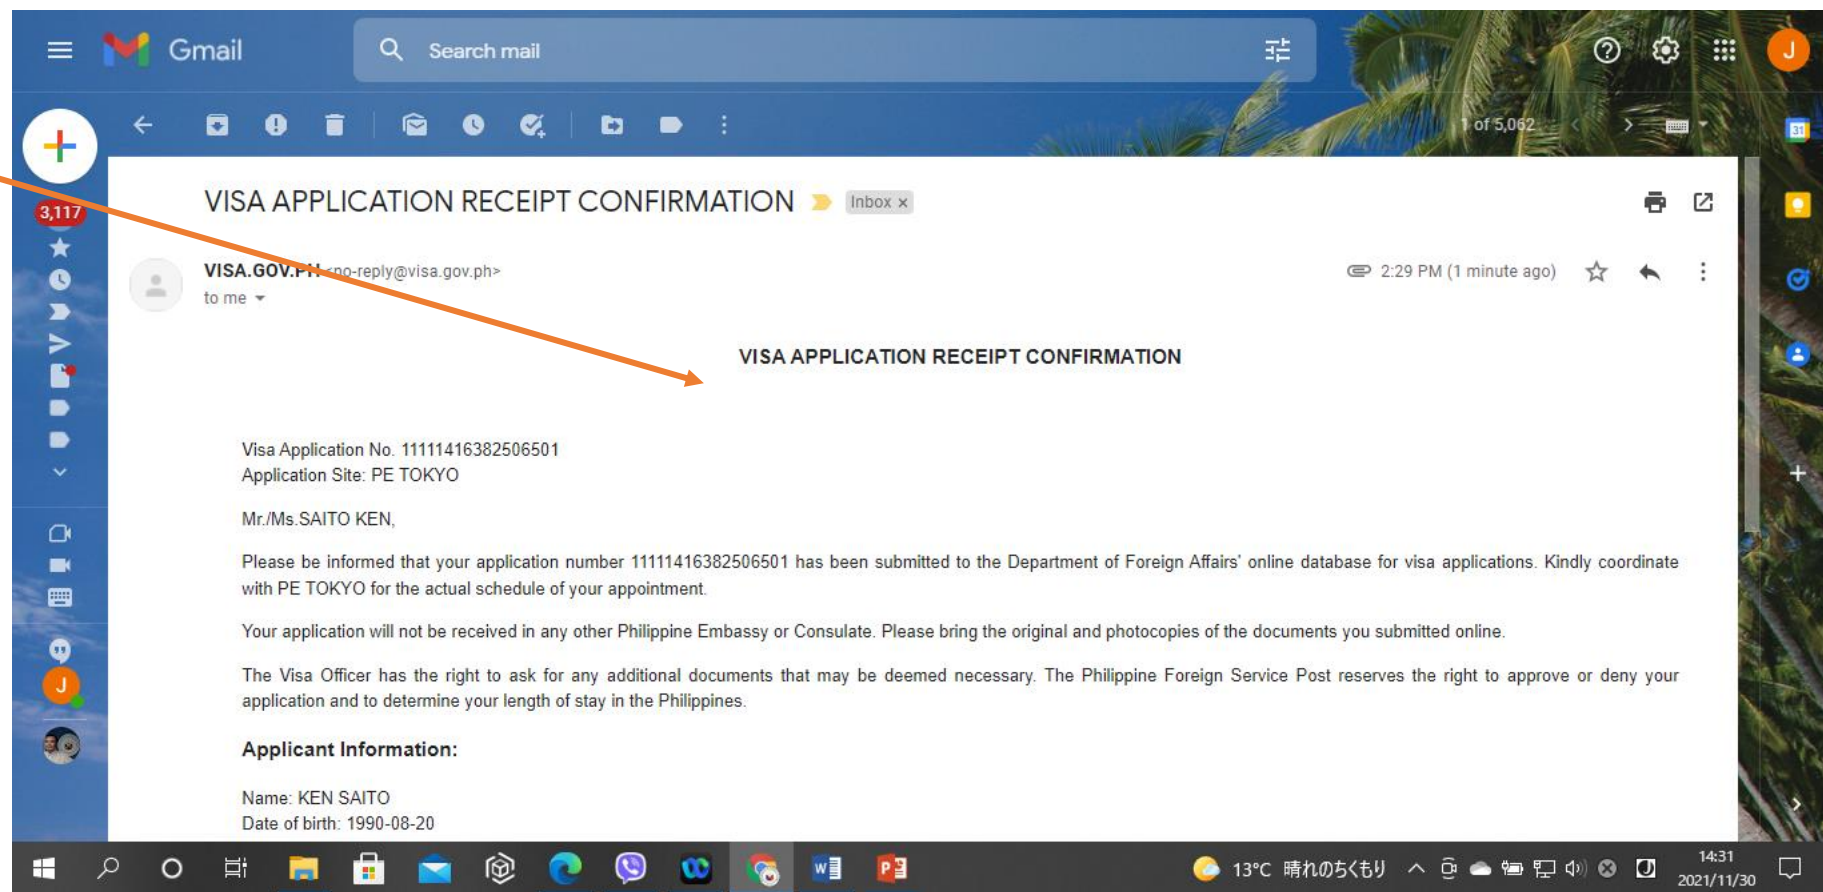 Gmail
Search mail
J
1 of 5,062
31
3,117
VISA APPLICATION RECEIPT CONFIRMATION
Inbox x
VISA.GOV.PH <no-reply@visa.gov.ph>
2:29 PM (1 minute ago)
to me
VISA APPLICATION RECEIPT CONFIRMATION
Visa Application No. 11111416382506501
Application Site: PE TOKYO
Mr./Ms.SAITO KEN,
Please be informed that your application number 11111416382506501 has been submitted to the Department of Foreign Affairs' online database for visa applications. Kindly coordinate
with PE TOKYO for the actual schedule of your appointment.
Your application will not be received in any other Philippine Embassy or Consulate. Please bring the original and photocopies of the documents you submitted online.
The Visa Officer has the right to ask for any additional documents that may be deemed necessary. The Philippine Foreign Service Post reserves the right to approve or deny your
application and to determine your length of stay in the Philippines.
J
Applicant Information:
Name: KEN SAITO
Date of birth: 1990-08-20
13°C 晴れのちくもり
14:31
2021/11/30